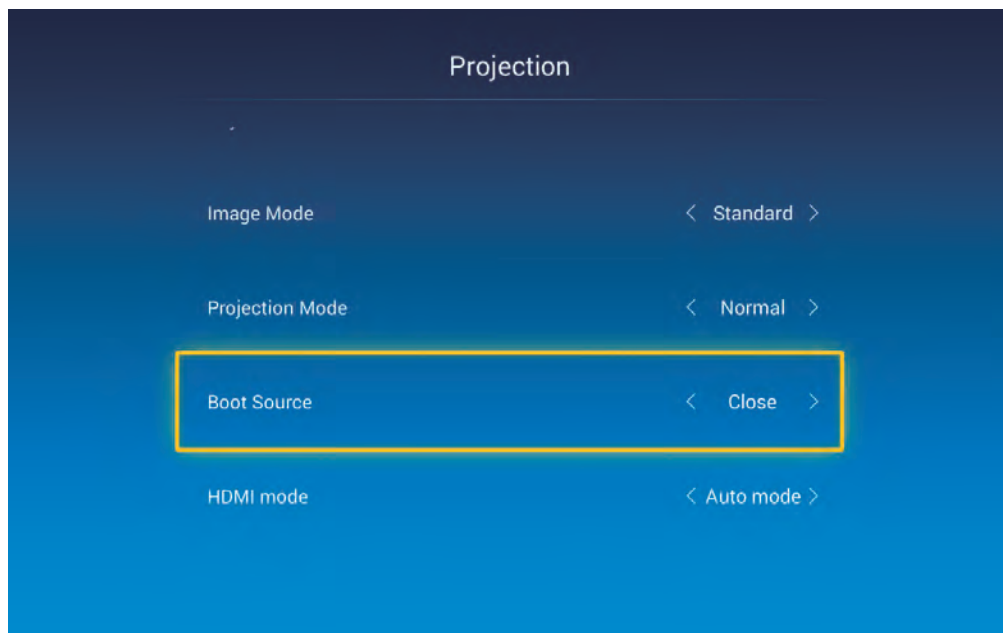 Projection
Image Mode < Standard >
Projection Mode < Normal >
Boot Source < Close >
HDMI mode < Auto mode >